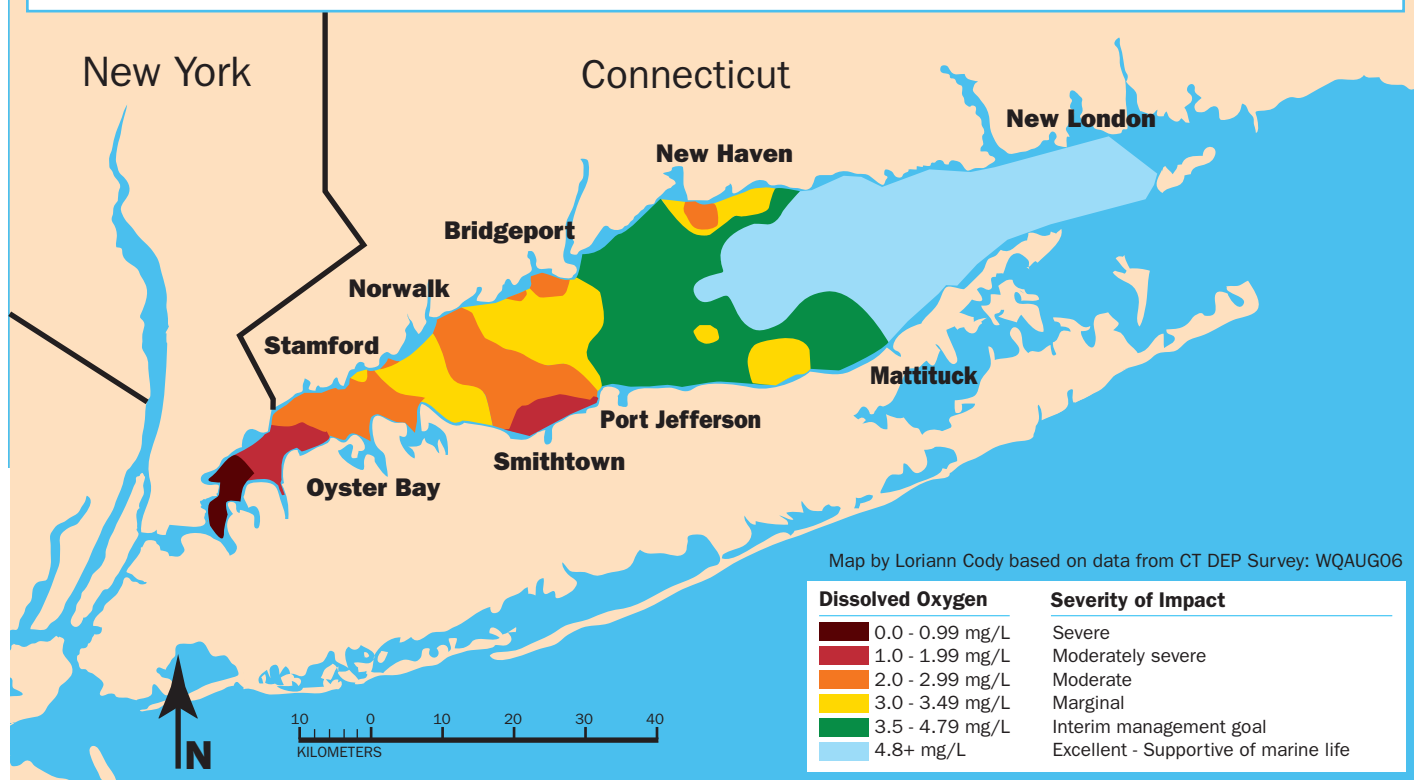 New York
Connecticut
New London
New Haven
Bridgeport
Norwalk
Stamford
Mattituck
Port Jefferson
Smithtown
Oyster Bay
Map by Loriann Cody based on data from CT DEP Survey: WQAUG06
Dissolved Oxygen Severity of Impact
0.0 - 0.99 mg/L Severe
1.0 - 1.99 mg/L Moderately severe
2.0 - 2.99 mg/L Moderate
3.0 - 3.49 mg/L Marginal
3.5 - 4.79 mg/L Interim management goal
4.8+ mg/L Excellent - Supportive of marine life
10 0 10 20 30 40
KILOMETERS
N